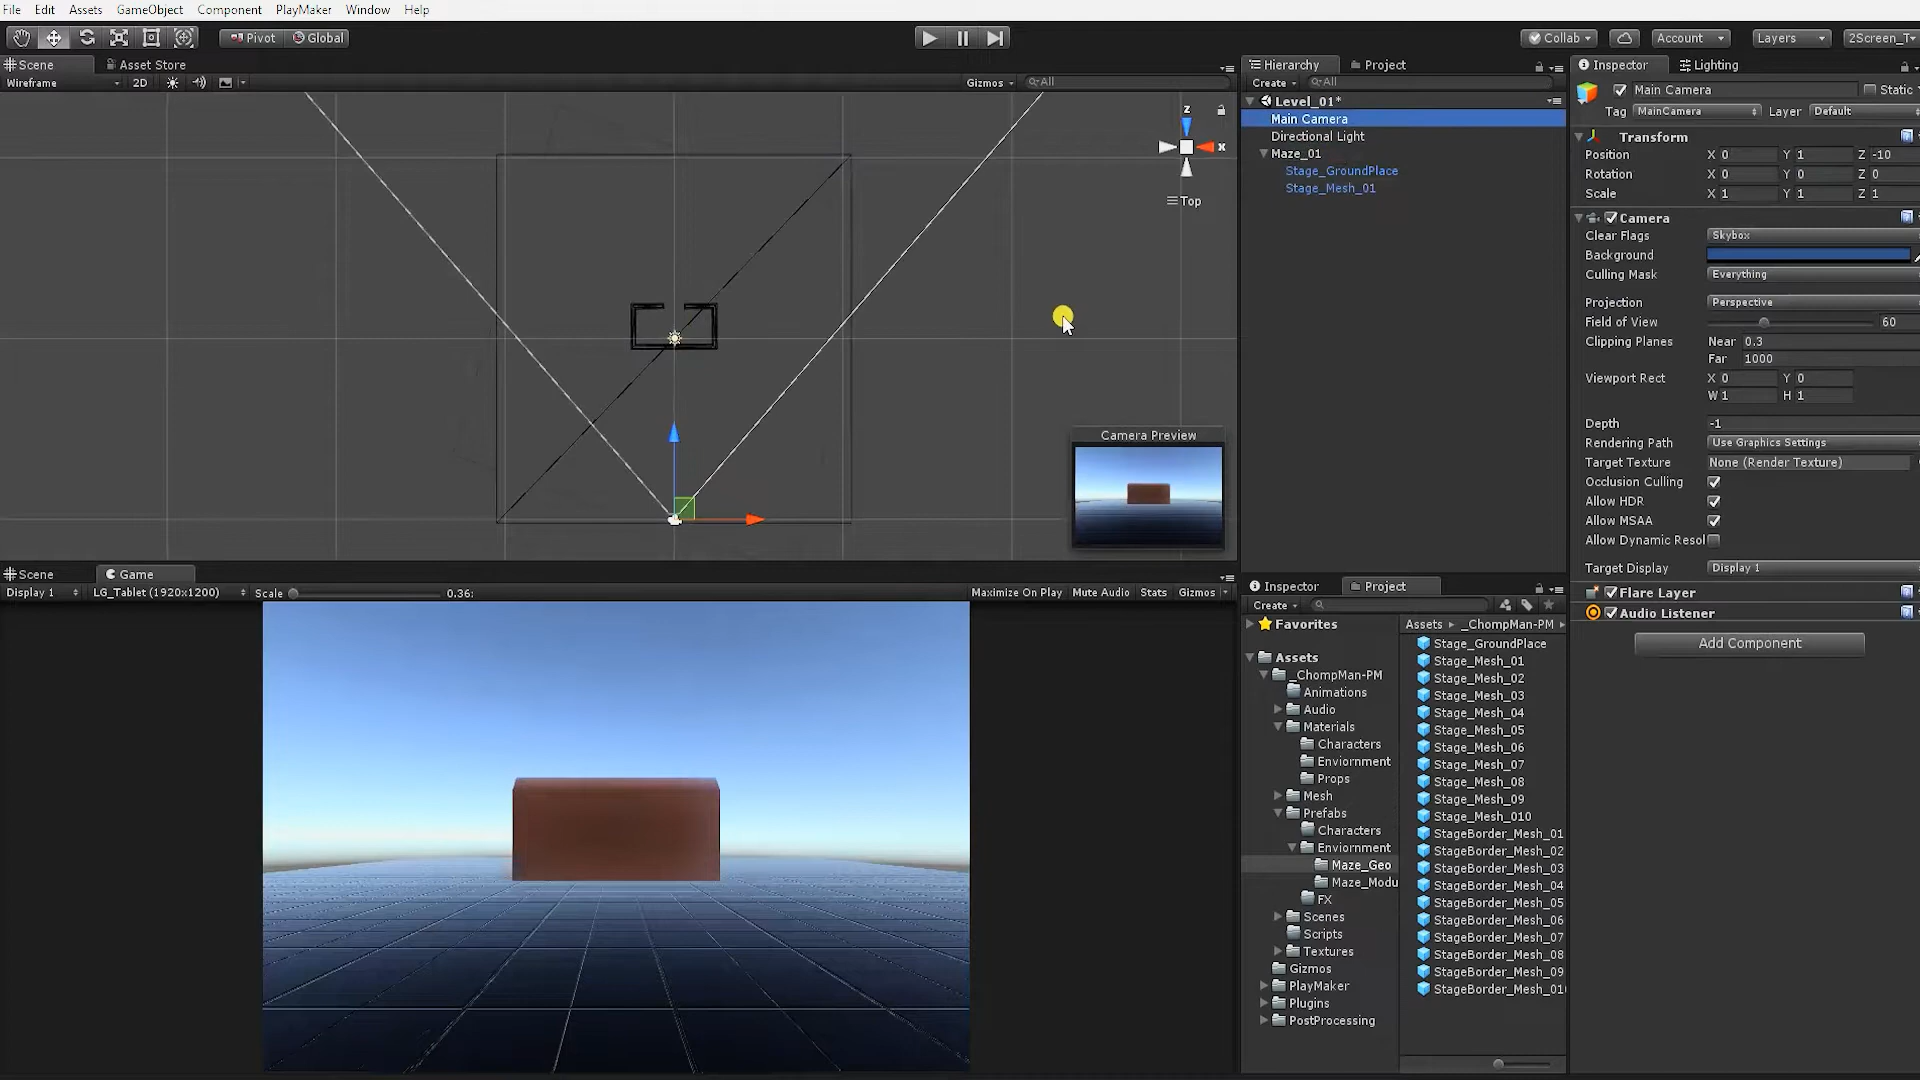 File Edit Assets GameObject Component PlayMaker Window Help
Pivot Global Collab Account Layers 2Screen_T
Scene Asset Store
Wireframe 2D Gizmos All
z
x
Top
Camera Preview
Scene Game
Display 1 LG_Tablet (1920x1200) Scale 0.36: Maximize On Play Mute Audio Stats Gizmos
Hierarchy Project
Create All
Level_01*
Main Camera
Directional Light
Maze_01
Stage_GroundPlace
Stage_Mesh_01
Inspector Project
Create
Favorites
Assets
_ChompMan-PM
Animations
Audio
Materials
Characters
Enviornment
Props
Mesh
Prefabs
Characters
Enviornment
Maze_Geo
Maze_Modu
FX
Scenes
Scripts
Textures
Gizmos
PlayMaker
Plugins
PostProcessing
Assets _ChompMan-PM
Stage_GroundPlace
Stage_Mesh_01
Stage_Mesh_02
Stage_Mesh_03
Stage_Mesh_04
Stage_Mesh_05
Stage_Mesh_06
Stage_Mesh_07
Stage_Mesh_08
Stage_Mesh_09
Stage_Mesh_010
StageBorder_Mesh_01
StageBorder_Mesh_02
StageBorder_Mesh_03
StageBorder_Mesh_04
StageBorder_Mesh_05
StageBorder_Mesh_06
StageBorder_Mesh_07
StageBorder_Mesh_08
StageBorder_Mesh_09
StageBorder_Mesh_01
Inspector Lighting
Main Camera Static
Tag MainCamera Layer Default
Transform
Position X 0 Y 1 Z -10
Rotation X 0 Y 0 Z 0
Scale X 1 Y 1 Z 1
Camera
Clear Flags Skybox
Background
Culling Mask Everything
Projection Perspective
Field of View 60
Clipping Planes Near 0.3
Far 1000
Viewport Rect X 0 Y 0
W 1 H 1
Depth -1
Rendering Path Use Graphics Settings
Target Texture None (Render Texture)
Occlusion Culling
Allow HDR
Allow MSAA
Allow Dynamic Resol
Target Display Display 1
Flare Layer
Audio Listener
Add Component